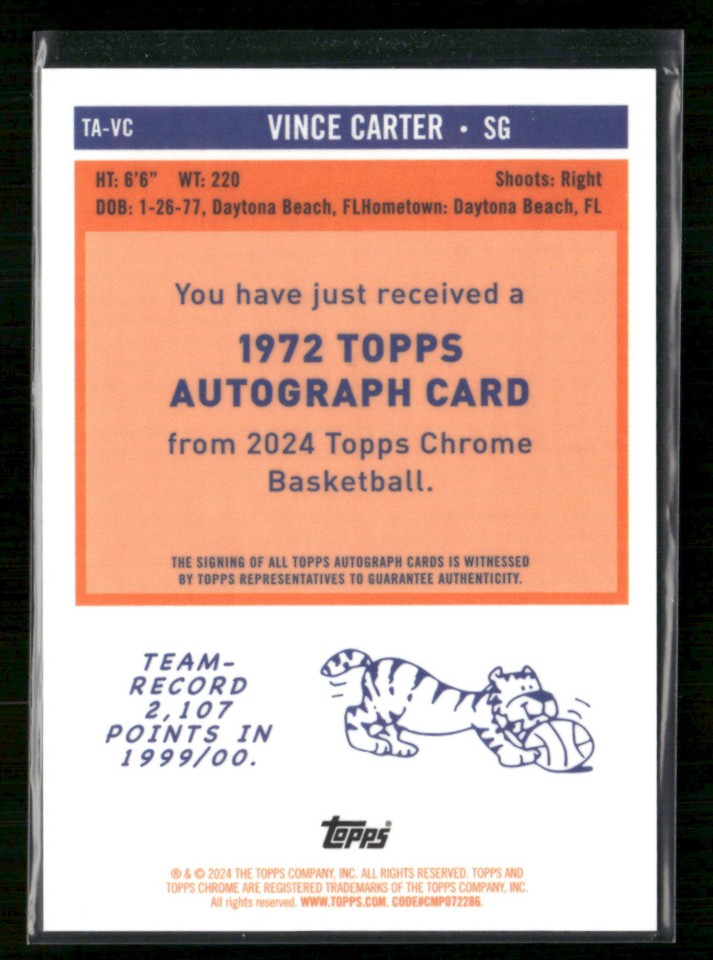 TA-VC VINCE CARTER • SG
HT: 6'6" WT: 220 Shoots: Right
DOB: 1-26-77, Daytona Beach, FLHometown: Daytona Beach, FL
You have just received a
1972 TOPPS
AUTOGRAPH CARD
from 2024 Topps Chrome
Basketball.
THE SIGNING OF ALL TOPPS AUTOGRAPH CARDS IS WITNESSED
BY TOPPS REPRESENTATIVES TO GUARANTEE AUTHENTICITY.
TEAM-
RECORD
2,107
POINTS IN
1999/00.
Topps®
® & © 2024 THE TOPPS COMPANY, INC. ALL RIGHTS RESERVED. TOPPS AND
TOPPS CHROME ARE REGISTERED TRADEMARKS OF THE TOPPS COMPANY, INC.
All rights reserved. WWW.TOPPS.COM. CODE#CMP072286.